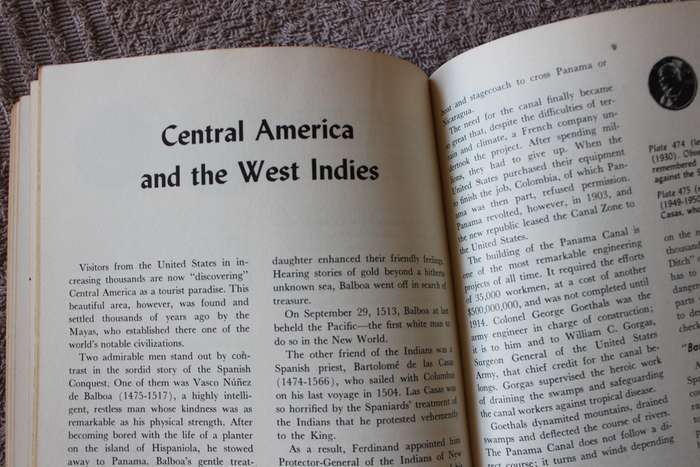 Central America
and the West Indies
Visitors from the United States in in-
creasing thousands are now "discovering"
Central America as a tourist paradise. This
beautiful area, however, was found and
settled thousands of years ago by the
Mayas, who established there one of the
world's notable civilizations.
Two admirable men stand out by con-
trast in the sordid story of the Spanish
Conquest. One of them was Vasco Núñez
de Balboa (1475-1517), a highly intelli-
gent, restless man whose kindness was as
remarkable as his physical strength. After
becoming bored with the life of a planter
on the island of Hispaniola, he stowed
away to Panama. Balboa's gentle treat-
daughter enhanced their friendly feeling.
Hearing stories of gold beyond a hitherto
unknown sea, Balboa went off in search of
treasure.
On September 29, 1513, Balboa at last
beheld the Pacific—the first white man to
do so in the New World.
The other friend of the Indians was a
Spanish priest, Bartolomé de las Casas
(1474-1566), who sailed with Columbus
on his last voyage in 1504. Las Casas was
so horrified by the Spaniards' treatment of
the Indians that he protested vehemently
to the King.
As a result, Ferdinand appointed him
Protector-General of the Indians of New
and stagecoach to cross Panama or
Nicaragua.
The need for the canal finally became
so great that, despite the difficulties of ter-
rain and climate, a French company un-
dertook the project. After spending mil-
lions, they had to give up. When the
United States purchased their equipment
to finish the job, Colombia, of which Pan-
ama was then part, refused permission.
Panama revolted, however, in 1903, and
the new republic leased the Canal Zone to
the United States.
The building of the Panama Canal is
one of the most remarkable engineering
projects of all time. It required the efforts
of 35,000 workmen, at a cost of another
$500,000,000, and was not completed until
1914. Colonel George Goethals was the
army engineer in charge of construction;
it is to him and to William C. Gorgas,
Surgeon General of the United States
Army, that chief credit for the canal be-
longs. Gorgas supervised the heroic work
of draining the swamps and safeguarding
the canal workers against tropical disease.
Goethals dynamited mountains, drained
swamps and deflected the course of rivers.
The Panama Canal does not follow a di-
rect course; it turns and winds depending
Plate 474
(1930).
remembered
against the
Plate 475
(1949-1950
Casas,
on the
thousand
Ditch"
has
parts
to